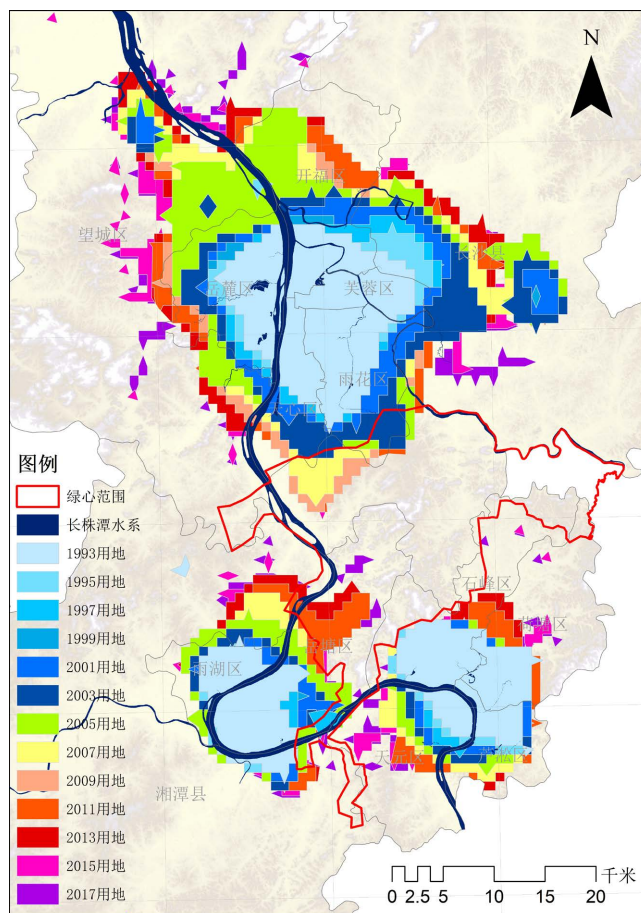 N
开福区
望城区
长沙县
岳麓区
芙蓉区
雨花区
天心区
图例
绿心范围
长株潭水系
1993用地
1995用地
1997用地
1999用地
2001用地
2003用地
2005用地
2007用地
2009用地
2011用地
2013用地
2015用地
2017用地
石峰区
荷塘区
岳塘区
雨湖区
天元区
芦淞区
湘潭县
千米
0 2.5 5 10 15 20